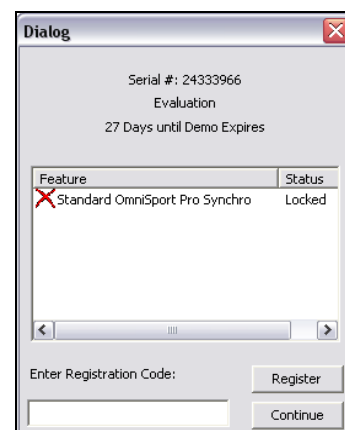 Dialog
Serial #: 24333966
Evaluation
27 Days until Demo Expires
Feature Status
Standard OmniSport Pro Synchro Locked
Enter Registration Code:
Register
Continue